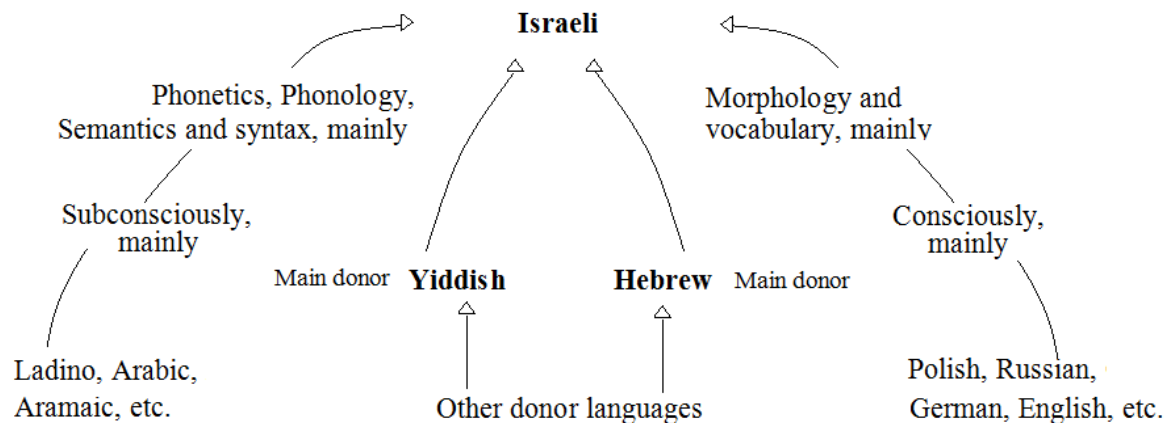 Israeli
Phonetics, Phonology,
Semantics and syntax, mainly
Morphology and
vocabulary, mainly
Subconsciously,
mainly
Consciously,
mainly
Main donor Yiddish
Hebrew Main donor
Ladino, Arabic,
Aramaic, etc.
Other donor languages
Polish, Russian,
German, English, etc.